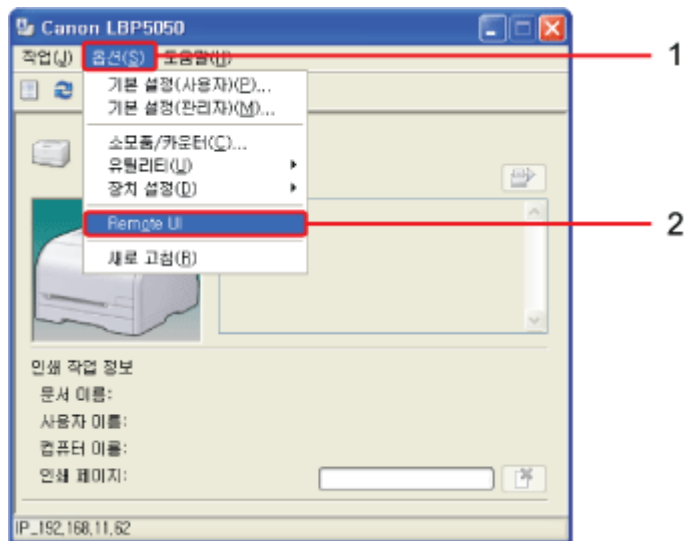 Canon LBP5050
작업(J) 옵션(S) 도움말(H)
1
기본 설정(사용자)(P)...
기본 설정(관리자)(M)...
소모품/카운터(C)...
유틸리티(U)
장치 설정(D)
Remote UI
2
새로 고침(R)
인쇄 작업 정보
문서 이름:
사용자 이름:
컴퓨터 이름:
인쇄 페이지:
IP_192,168,11,62